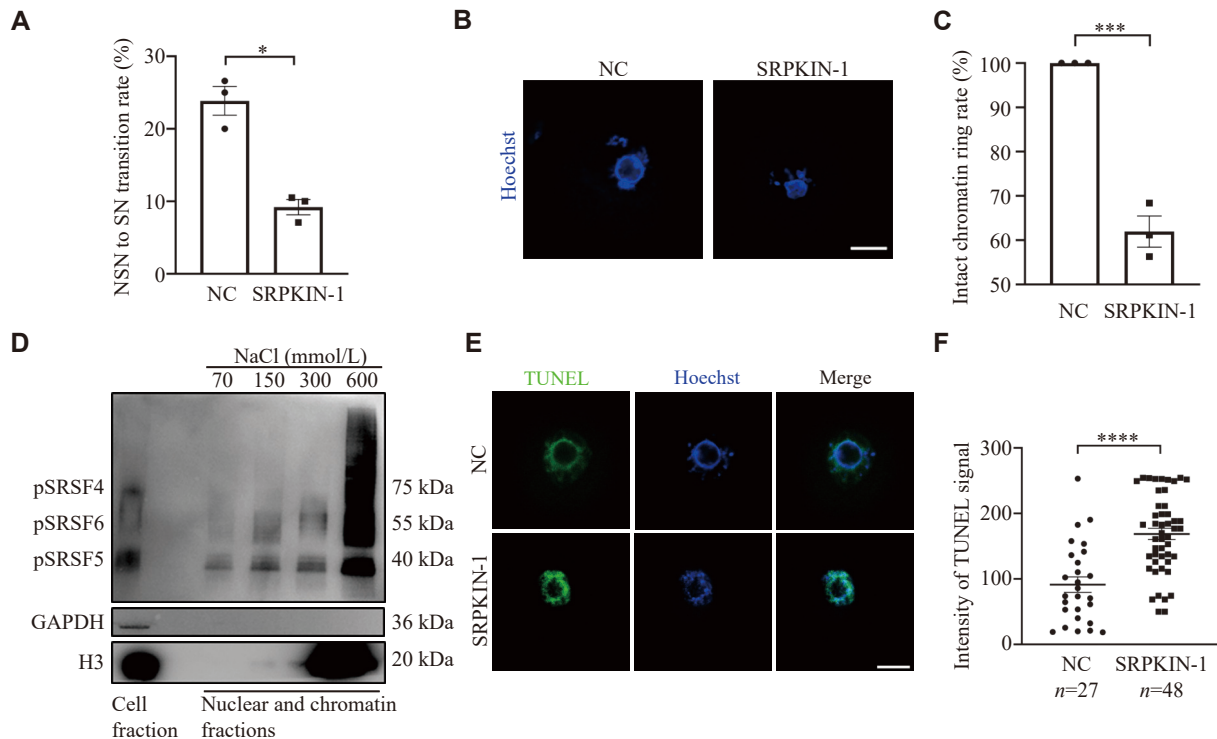 A
NSN to SN transition rate (%)
30
20
10
0
*
NC
SRPKIN-1
B
NC
SRPKIN-1
Hoechst
C
Intact chromatin ring rate (%)
100
90
80
70
60
50
***
NC
SRPKIN-1
D
NaCl (mmol/L)
70 150 300 600
pSRSF4
75 kDa
pSRSF6
55 kDa
pSRSF5
40 kDa
GAPDH
36 kDa
H3
20 kDa
Cell
fraction
Nuclear and chromatin
fractions
E
TUNEL
Hoechst
Merge
NC
SRPKIN-1
F
Intensity of TUNEL signal
300
200
100
0
****
NC
SRPKIN-1
n=27
n=48